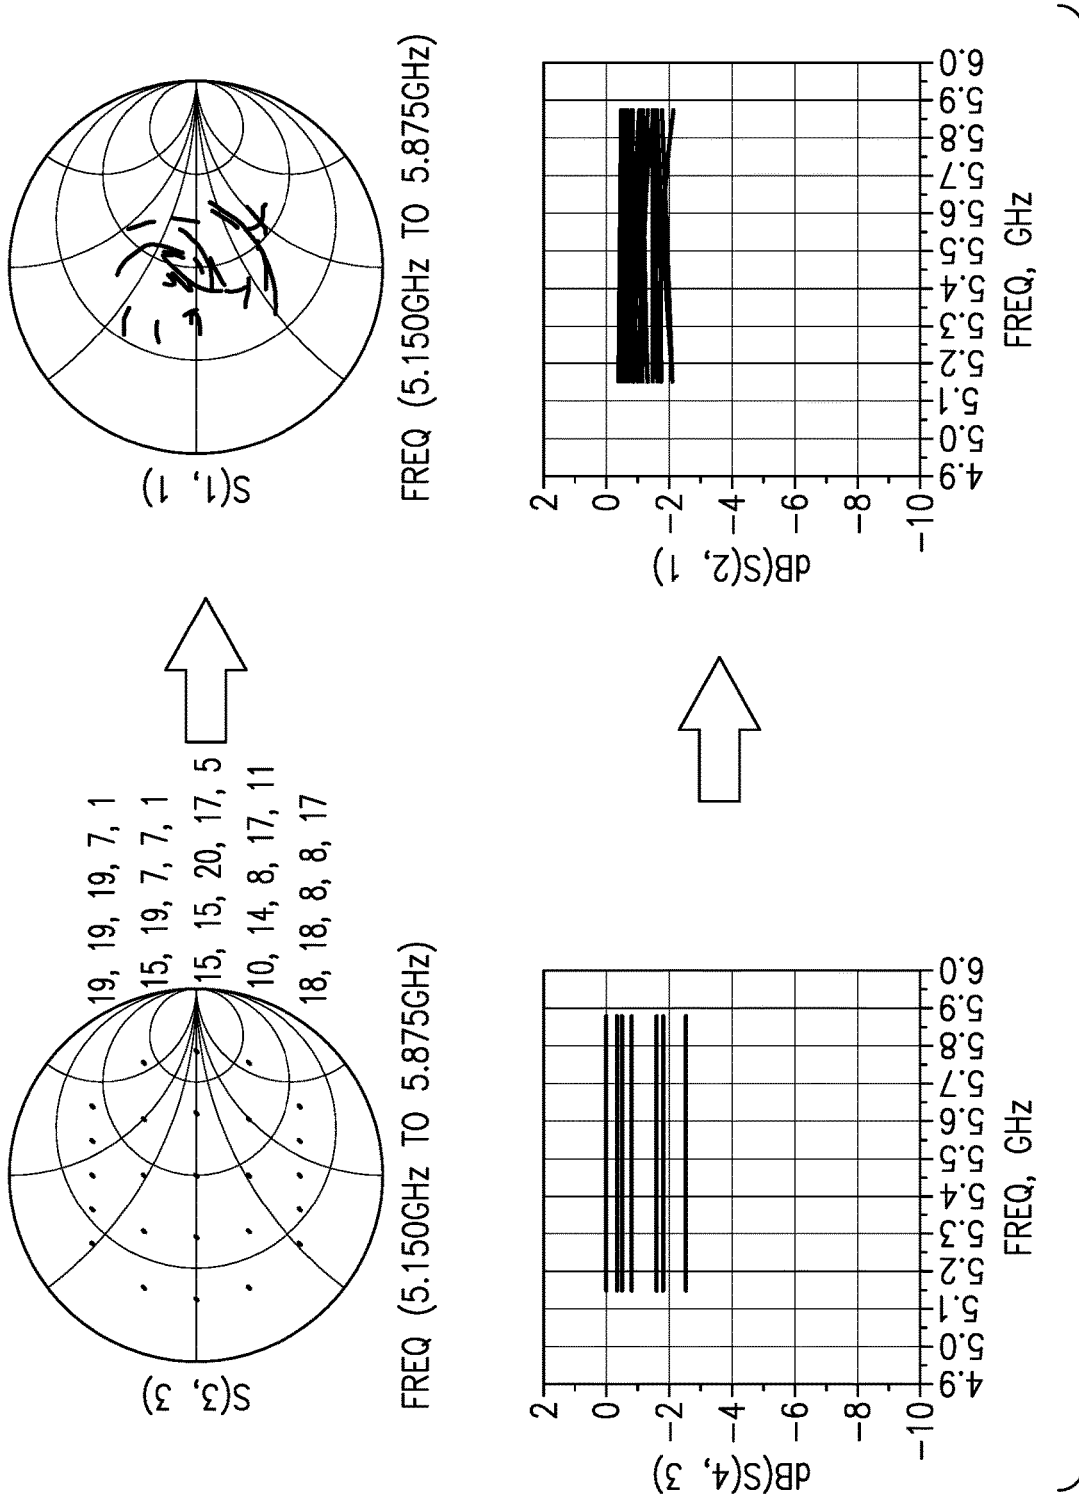 S(3, 3)
19, 19, 19, 7, 1
15, 19, 7, 7, 1
15, 15, 20, 17, 5
10, 14, 8, 17, 11
18, 18, 8, 8, 17
FREQ (5.150GHz TO 5.875GHz)
S(1, 1)
FREQ (5.150GHz TO 5.875GHz)
dB(S(4, 3)
2
0
-2
-4
-6
-8
-10
4.9 5.0 5.1 5.2 5.3 5.4 5.5 5.6 5.7 5.8 5.9 6.0
FREQ, GHz
dB(S(2, 1)
2
0
-2
-4
-6
-8
-10
4.9 5.0 5.1 5.2 5.3 5.4 5.5 5.6 5.7 5.8 5.9 6.0
FREQ, GHz